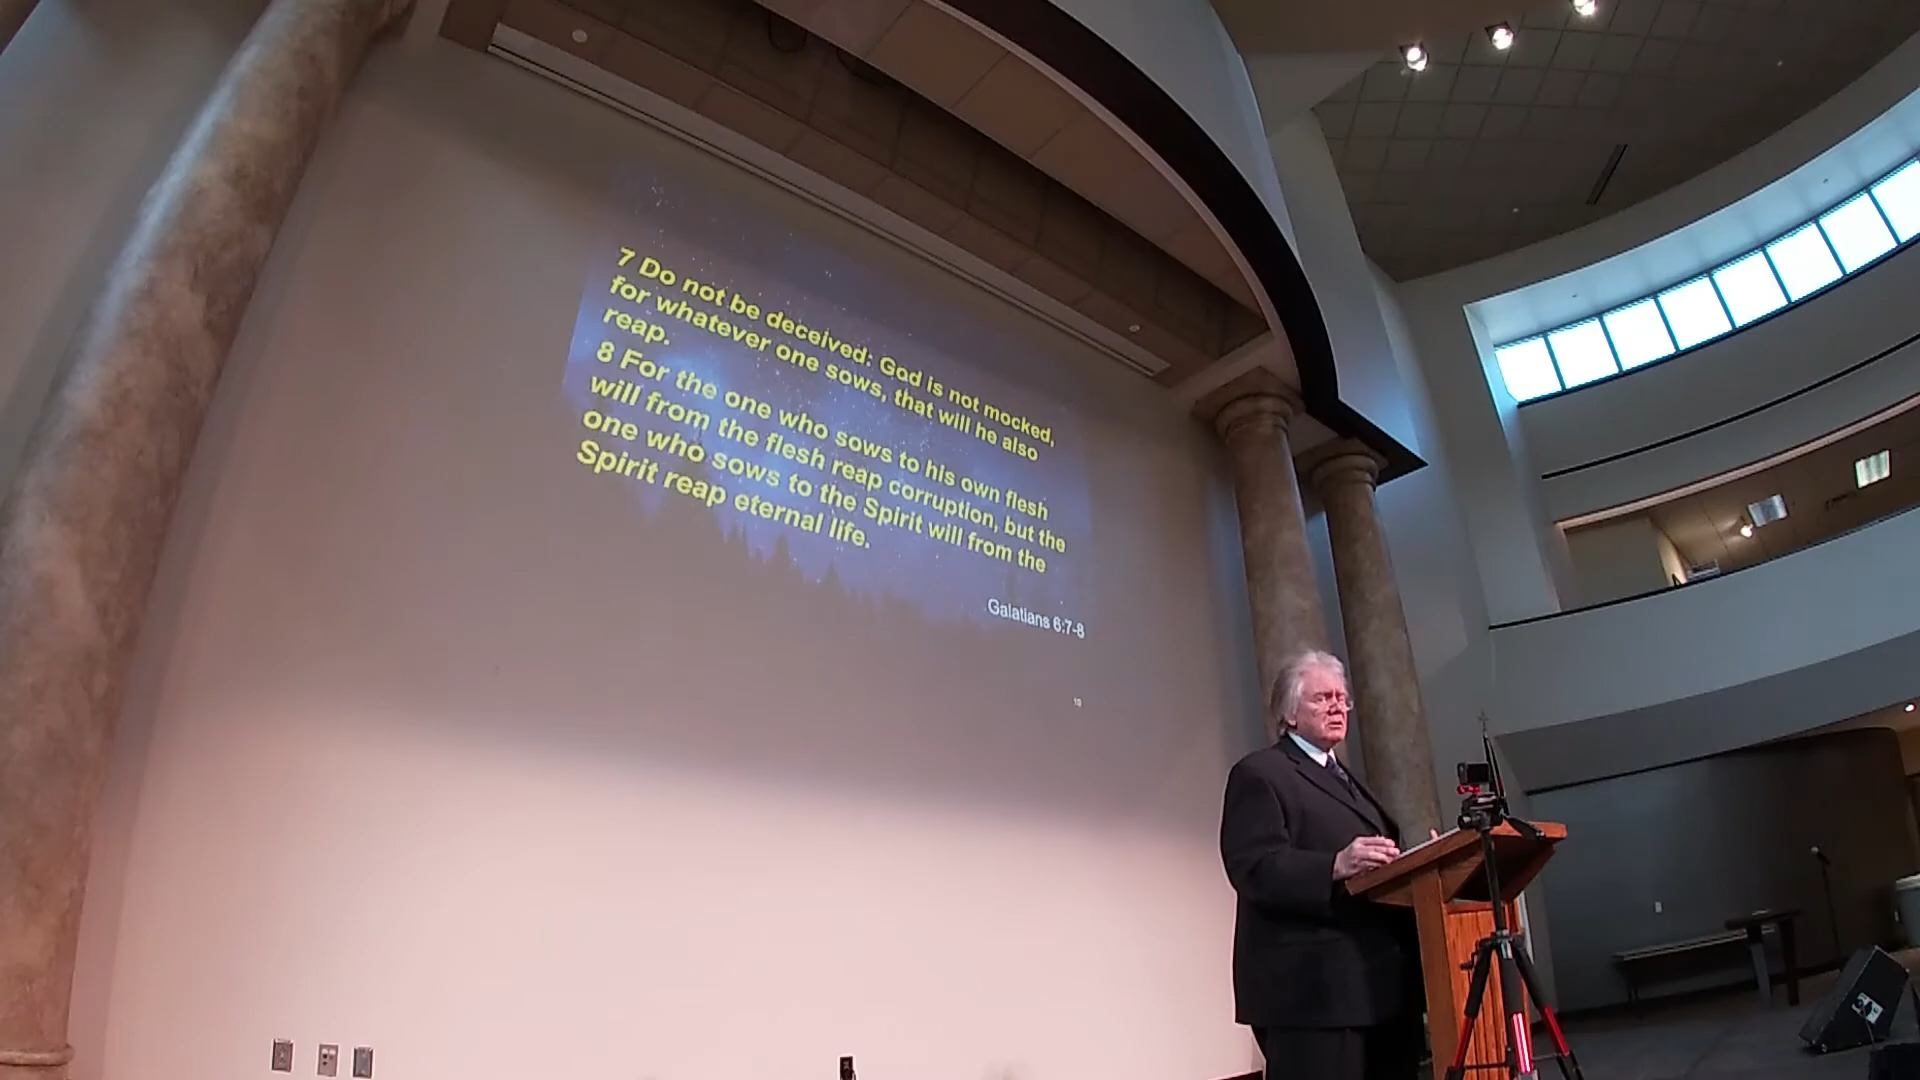 7 Do not be deceived: God is not mocked,
for whatever one sows, that will he also
reap.
8 For the one who sows to his own flesh
will from the flesh reap corruption, but the
one who sows to the Spirit will from the
Spirit reap eternal life.
Galatians 6:7-8